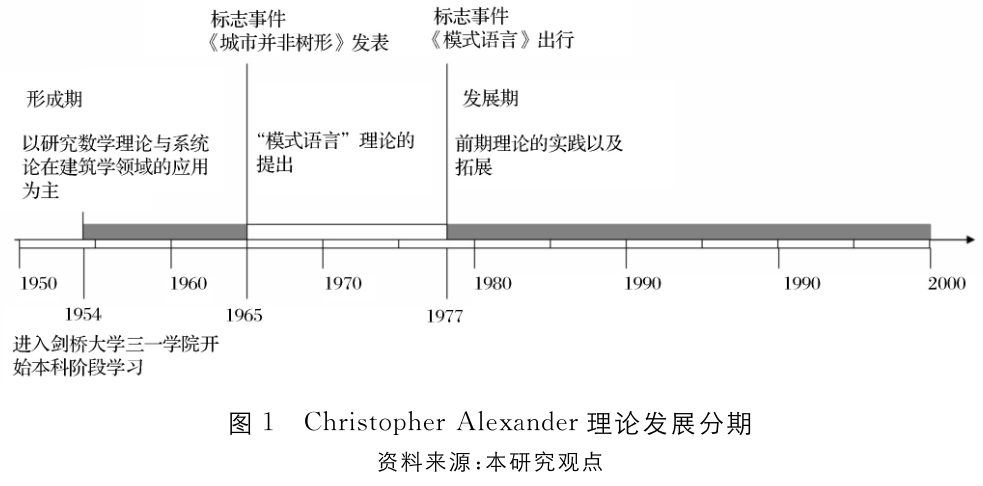 标志事件
《城市并非树形》发表
标志事件
《模式语言》出行
形成期
以研究数学理论与系统
论在建筑学领域的应用
为主
“模式语言”理论的
提出
发展期
前期理论的实践以及
拓展
1950
1960
1970
1980
1990
1990
2000
1954
1965
1977
进入剑桥大学三一学院开
始本科阶段学习
图 1 Christopher Alexander 理论发展分期
资料来源:本研究观点